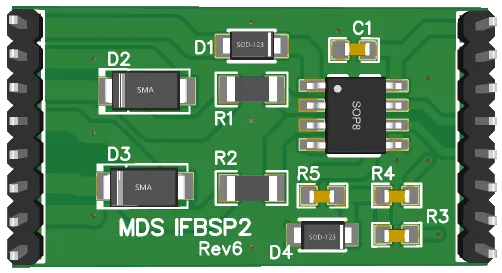 D1
SOD-123
C1
D2
SMA
R1
SOP8
D3
SMA
R2
R5
R4
R3
MDS IFBSP2
Rev6
D4
SOD-123